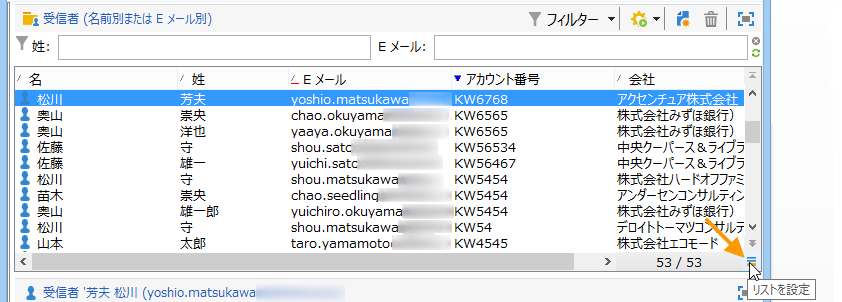 受信者 (名前別または E メール別)
フィルター
姓: E メール:
名 姓 E メール アカウント番号 会社
松川 芳夫 yoshio.matsukawa KW6768 アクセンチュア株式会社
奥山 崇央 chao.okuyama KW6565 株式会社みずほ銀行)
奥山 洋也 yaaya.okuyama KW6565 株式会社みずほ銀行)
佐藤 守 shou.satc KW56534 中央クーパース&ライブラ
佐藤 雄一 yuichi.satc KW56467 中央クーパース&ライブラ
松川 守 shou.matsukawa KW5454 株式会社ハードオフファミ
苗木 崇央 chao.seedling KW5454 アンダーセンコンサルティン
奥山 雄一郎 yuichiro.okuyama KW5454 株式会社みずほ銀行)
松川 守 shou.matsukawa KW54 デロイトトーマツコンサルテ
山本 太郎 taro.yamamoto KW4545 株式会社エコモード
53 / 53
リストを設定
受信者 '芳夫 松川 (yoshio.matsukawa